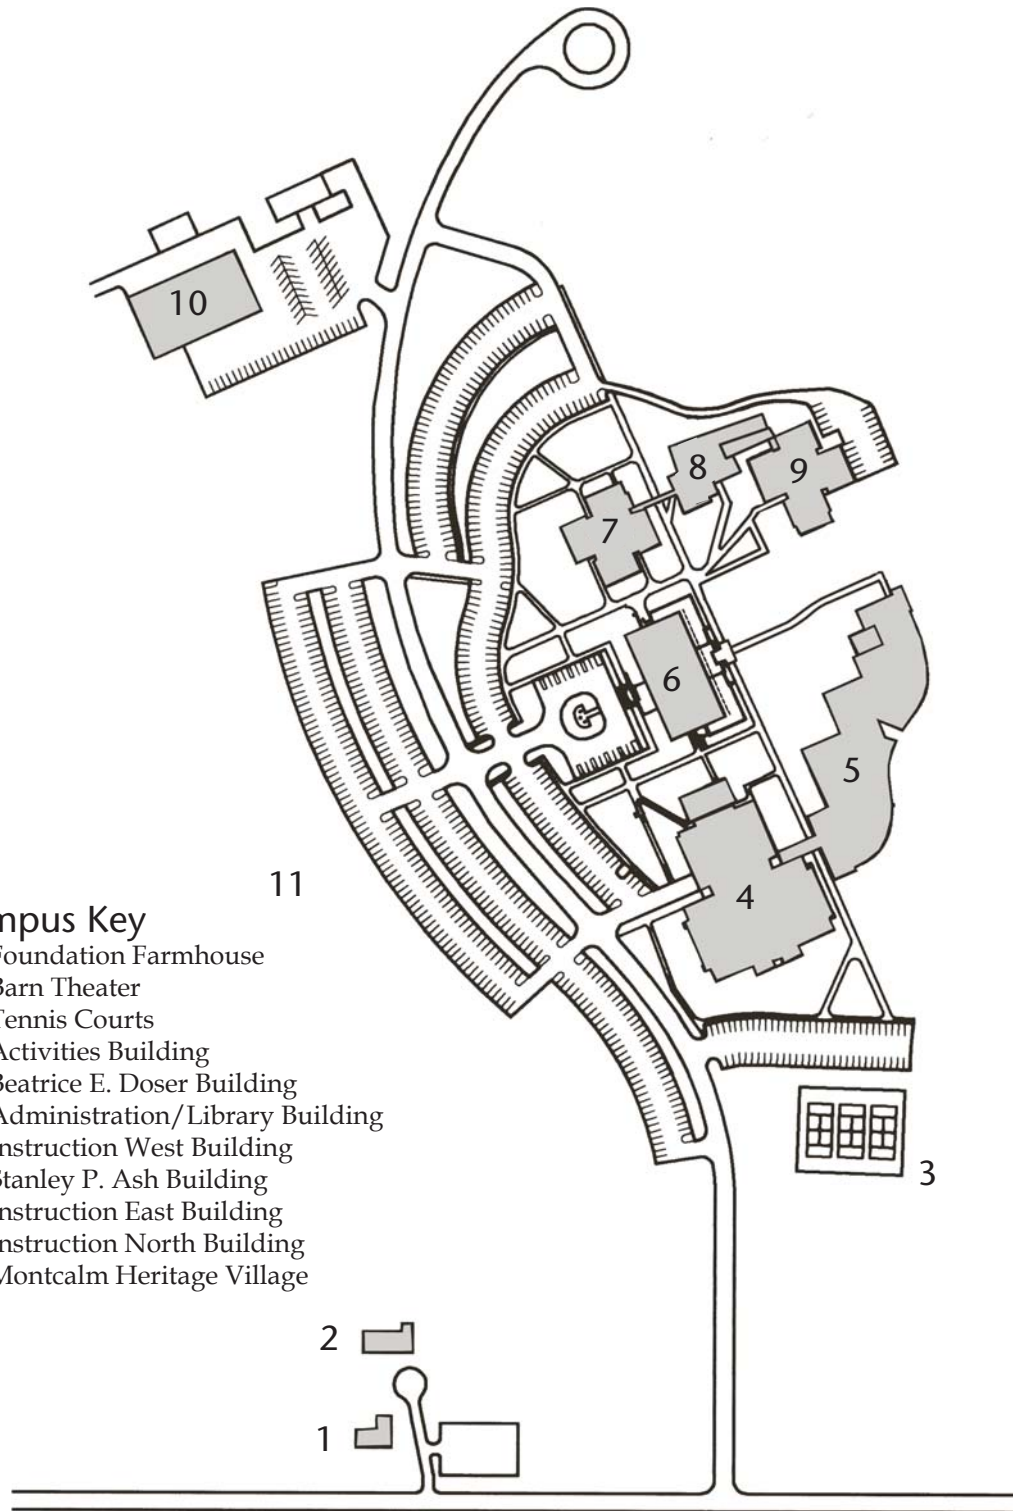 10
8
9
7
6
5
4
11
mpus Key
Foundation Farmhouse
Barn Theater
Tennis Courts
Activities Building
Beatrice E. Doser Building
Administration/Library Building
nstruction West Building
Stanley P. Ash Building
nstruction East Building
nstruction North Building
Montcalm Heritage Village
3
2
1